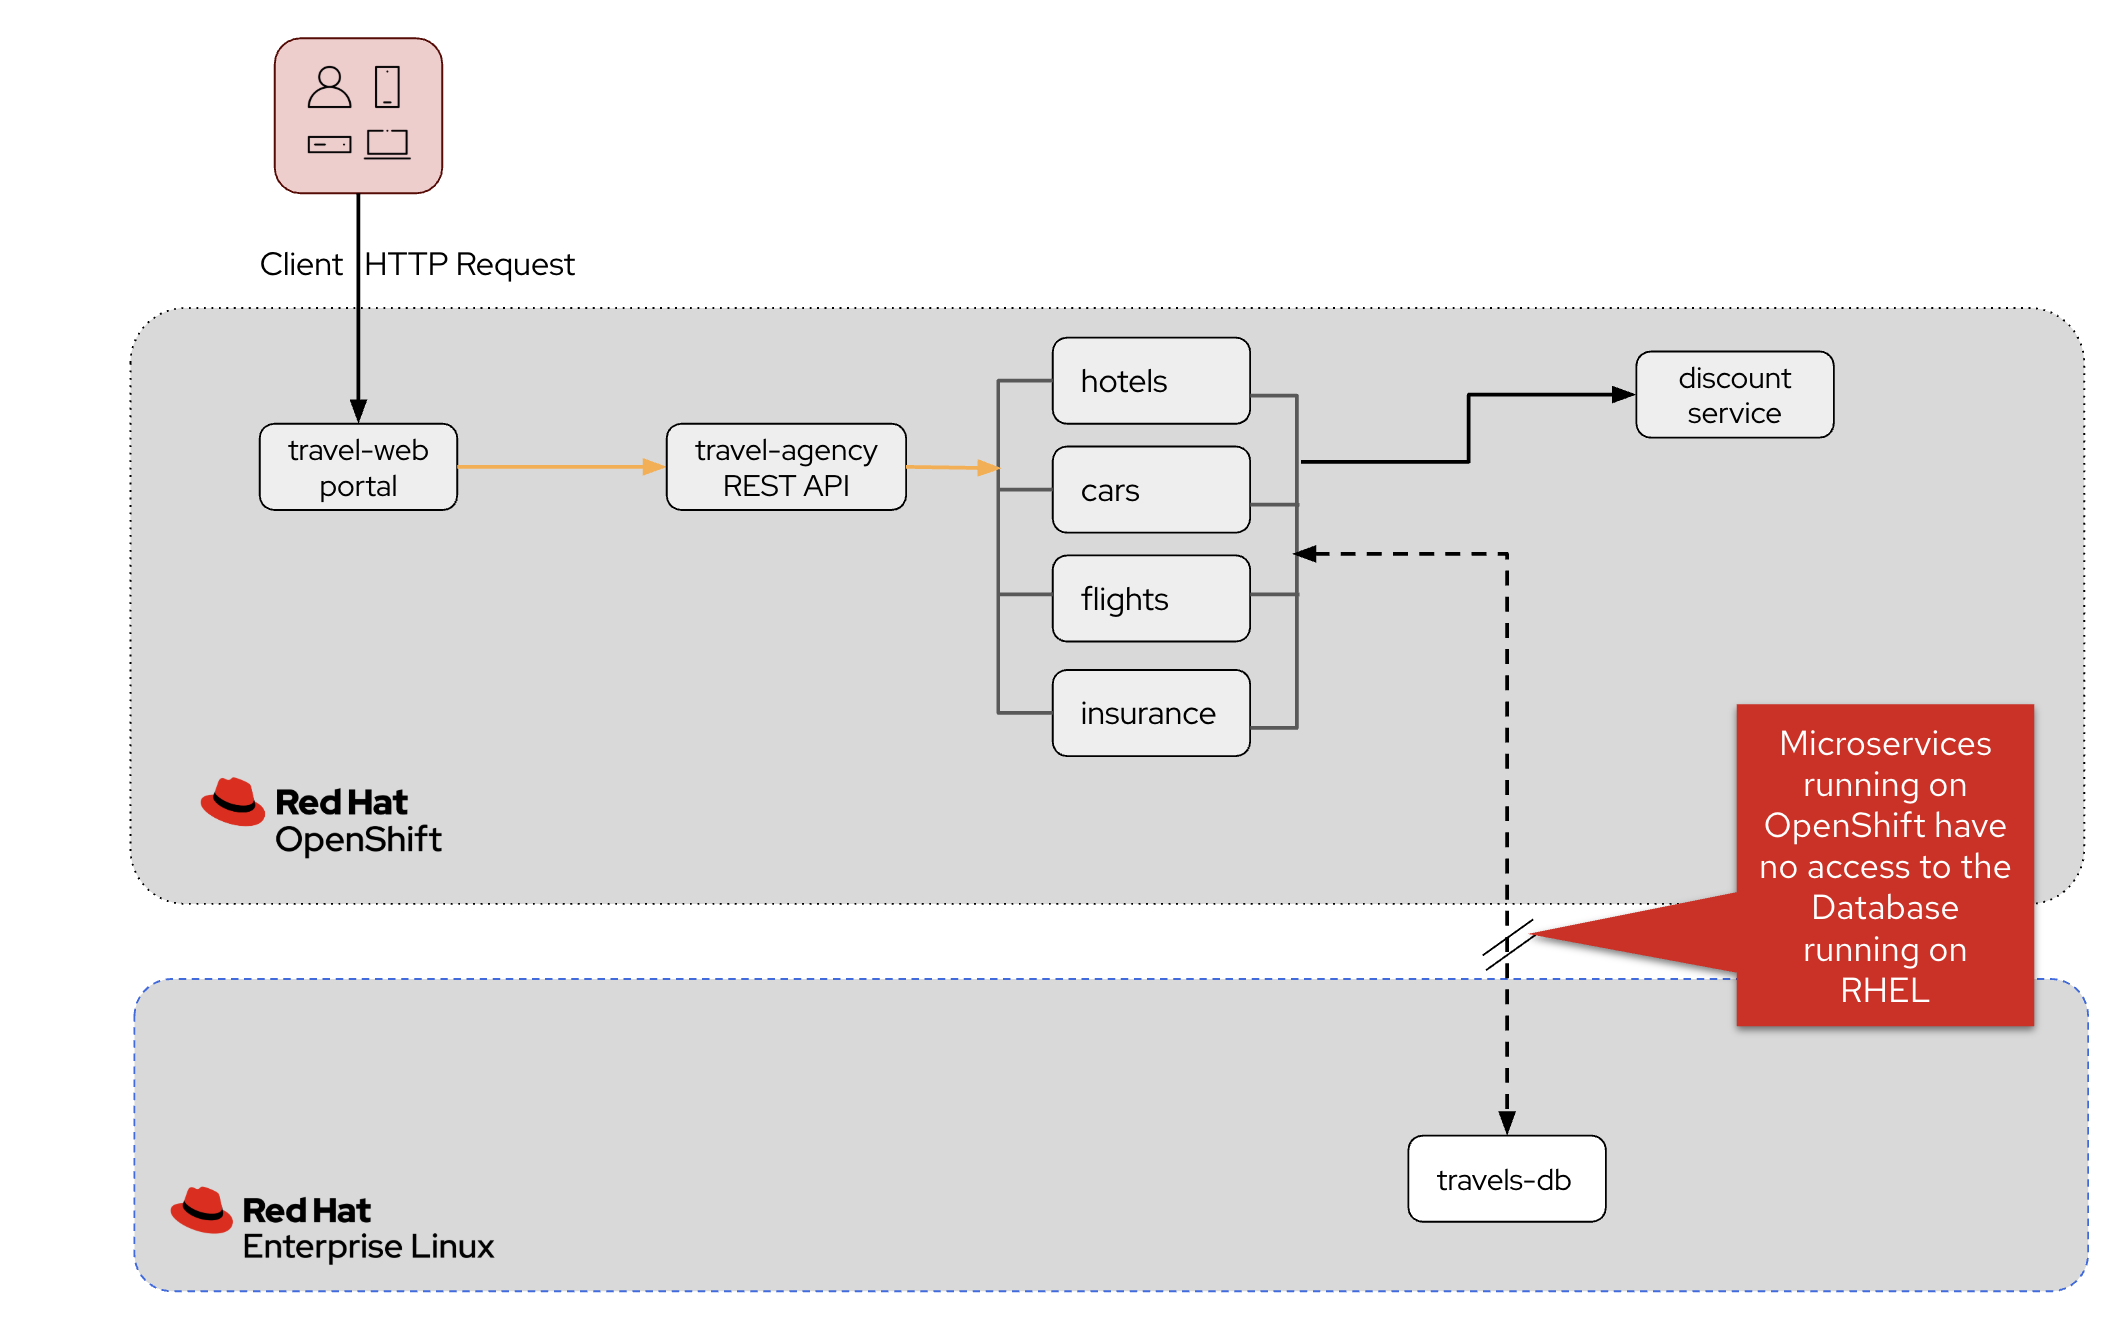 Client HTTP Request
travel-web
portal
travel-agency
REST API
hotels
cars
flights
insurance
discount
service
Red Hat
OpenShift
Microservices
running on
OpenShift have
no access to the
Database
running on
RHEL
travels-db
Red Hat
Enterprise Linux